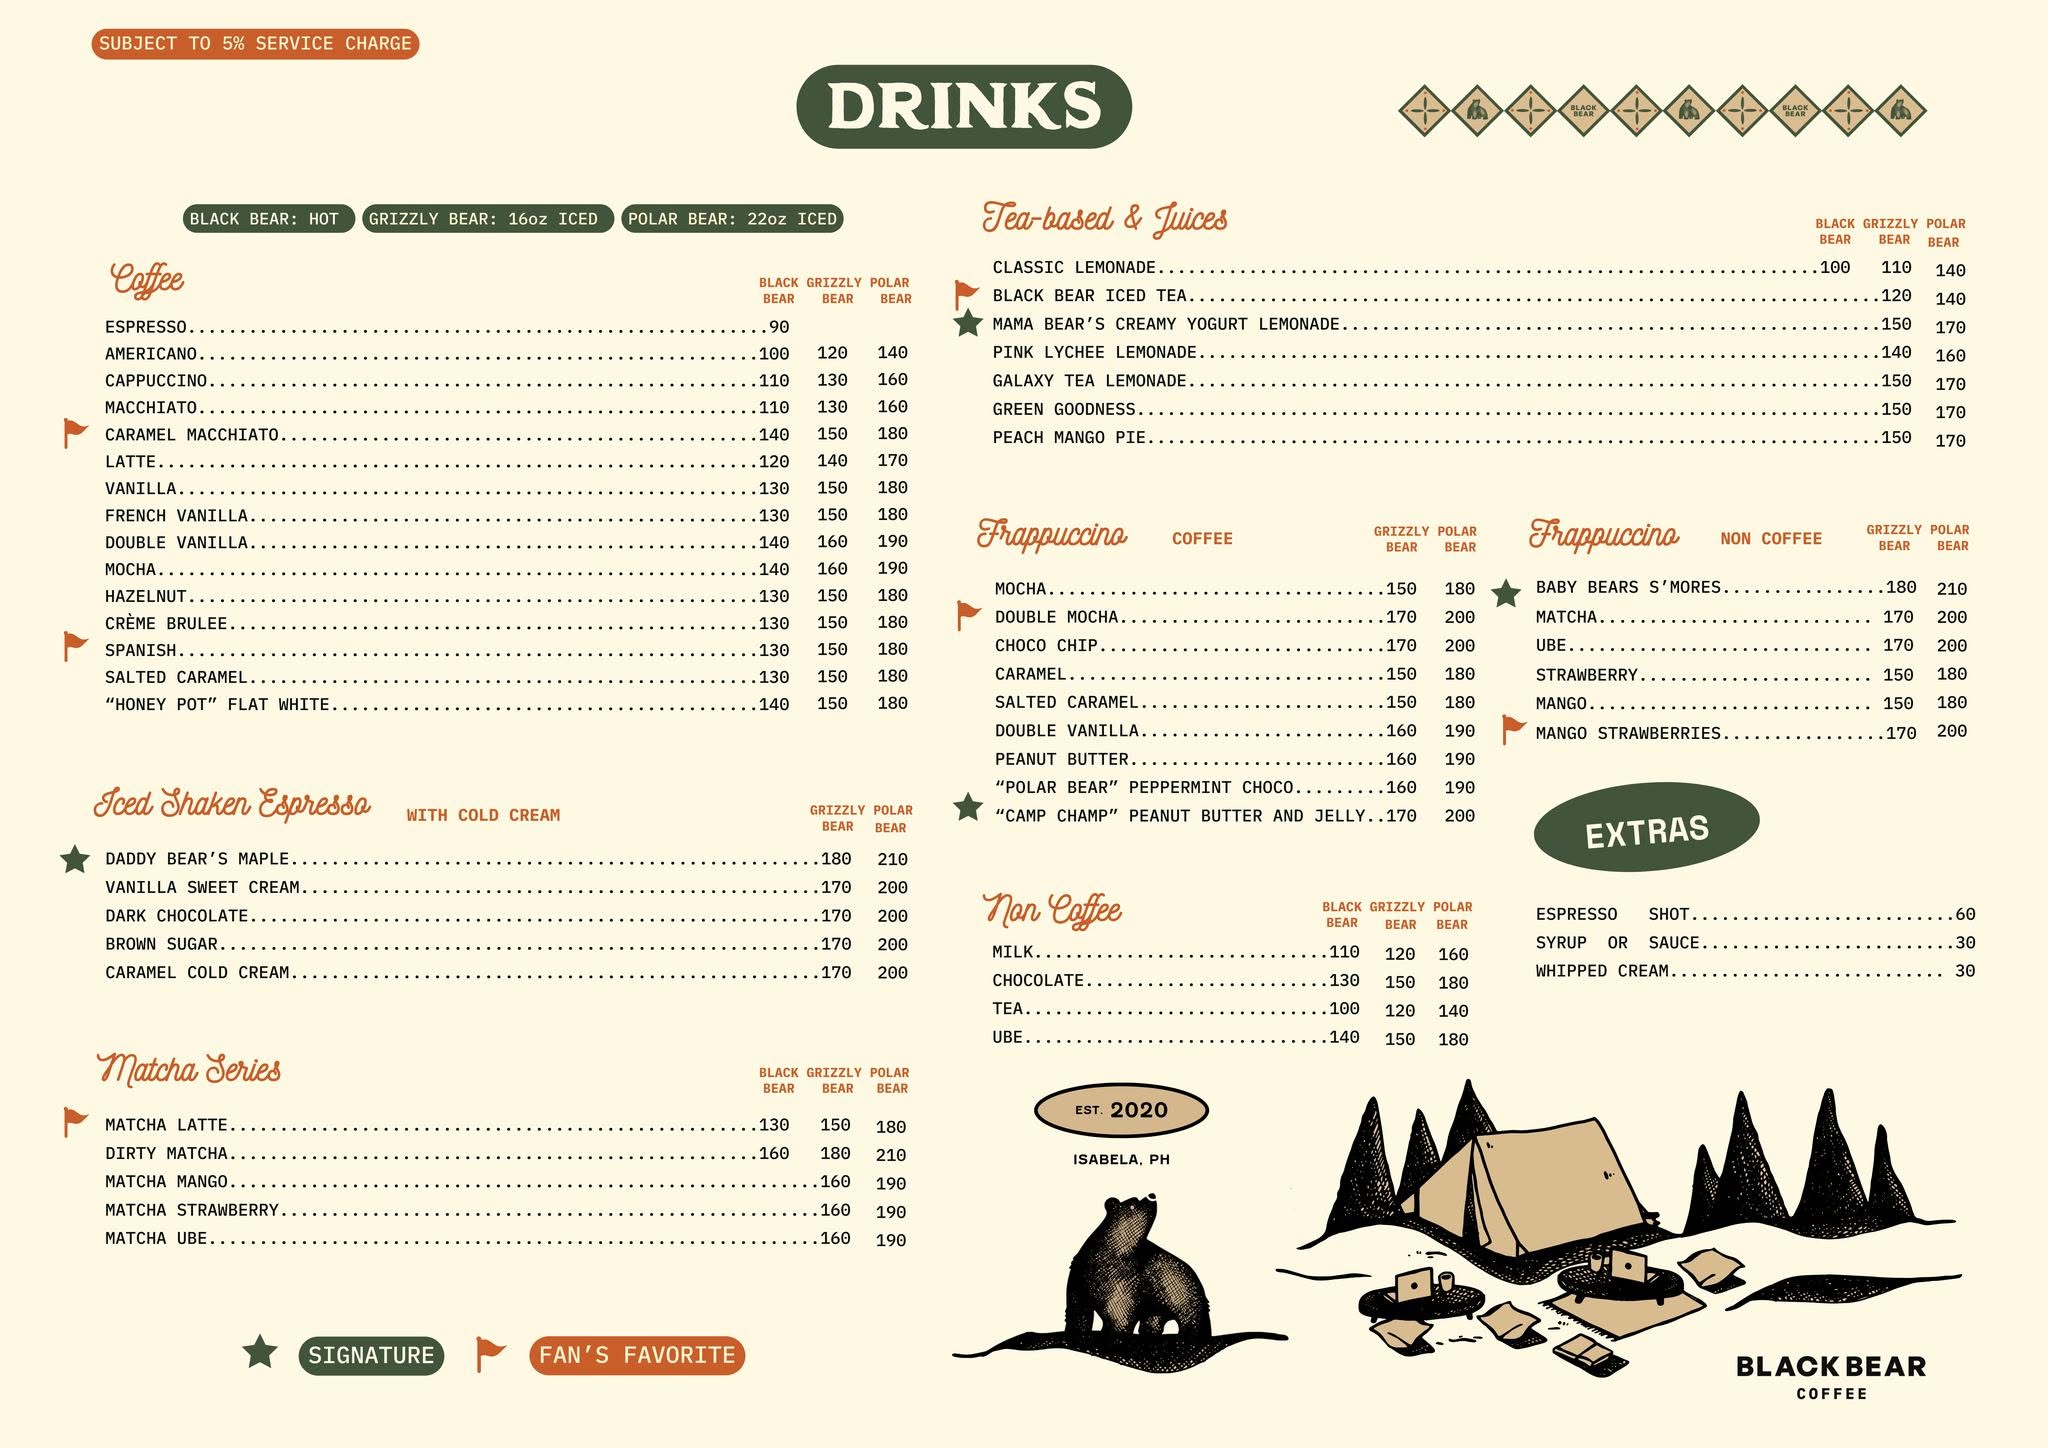 SUBJECT TO 5% SERVICE CHARGE
DRINKS
BLACK BEAR
BLACK BEAR
BLACK BEAR: HOT
GRIZZLY BEAR: 16oz ICED
POLAR BEAR: 22oz ICED
Coffee
BLACK BEAR GRIZZLY BEAR POLAR BEAR
ESPRESSO 90
AMERICANO 100 120 140
CAPPUCCINO 110 130 160
MACCHIATO 110 130 160
CARAMEL MACCHIATO 140 150 180
LATTE 120 140 170
VANILLA 130 150 180
FRENCH VANILLA 130 150 180
DOUBLE VANILLA 140 160 190
MOCHA 140 160 190
HAZELNUT 130 150 180
CRÈME BRULEE 130 150 180
SPANISH 130 150 180
SALTED CARAMEL 130 150 180
“HONEY POT” FLAT WHITE 140 150 180
Iced Shaken Espresso WITH COLD CREAM
GRIZZLY BEAR POLAR BEAR
DADDY BEAR’S MAPLE 180 210
VANILLA SWEET CREAM 170 200
DARK CHOCOLATE 170 200
BROWN SUGAR 170 200
CARAMEL COLD CREAM 170 200
Matcha Series
BLACK BEAR GRIZZLY BEAR POLAR BEAR
MATCHA LATTE 130 150 180
DIRTY MATCHA 160 180 210
MATCHA MANGO 160 190
MATCHA STRAWBERRY 160 190
MATCHA UBE 160 190
SIGNATURE
FAN’S FAVORITE
Tea-based & Juices
BLACK BEAR GRIZZLY BEAR POLAR BEAR
CLASSIC LEMONADE 100 110 140
BLACK BEAR ICED TEA 120 140
MAMA BEAR’S CREAMY YOGURT LEMONADE 150 170
PINK LYCHEE LEMONADE 140 160
GALAXY TEA LEMONADE 150 170
GREEN GOODNESS 150 170
PEACH MANGO PIE 150 170
Frappuccino COFFEE
GRIZZLY BEAR POLAR BEAR
MOCHA 150 180
DOUBLE MOCHA 170 200
CHOCO CHIP 170 200
CARAMEL 150 180
SALTED CARAMEL 150 180
DOUBLE VANILLA 160 190
PEANUT BUTTER 160 190
“POLAR BEAR” PEPPERMINT CHOCO 160 190
“CAMP CHAMP” PEANUT BUTTER AND JELLY 170 200
Frappuccino NON COFFEE
GRIZZLY BEAR POLAR BEAR
BABY BEARS S’MORES 180 210
MATCHA 170 200
UBE 170 200
STRAWBERRY 150 180
MANGO 150 180
MANGO STRAWBERRIES 170 200
EXTRAS
ESPRESSO SHOT 60
SYRUP OR SAUCE 30
WHIPPED CREAM 30
Non Coffee
BLACK BEAR GRIZZLY BEAR POLAR BEAR
MILK 110 120 160
CHOCOLATE 130 150 180
TEA 100 120 140
UBE 140 150 180
EST. 2020
ISABELA, PH
BLACK BEAR
COFFEE